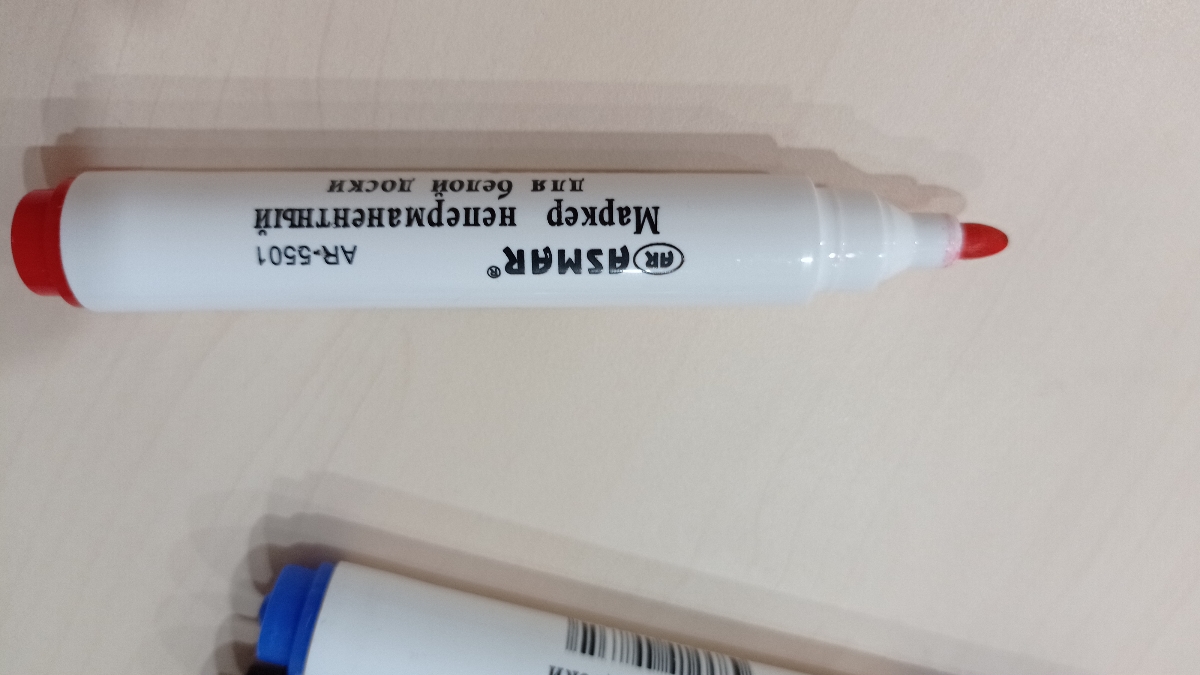 AR ASMAR® AR-5501
Маркер неперманентный
для белой доски